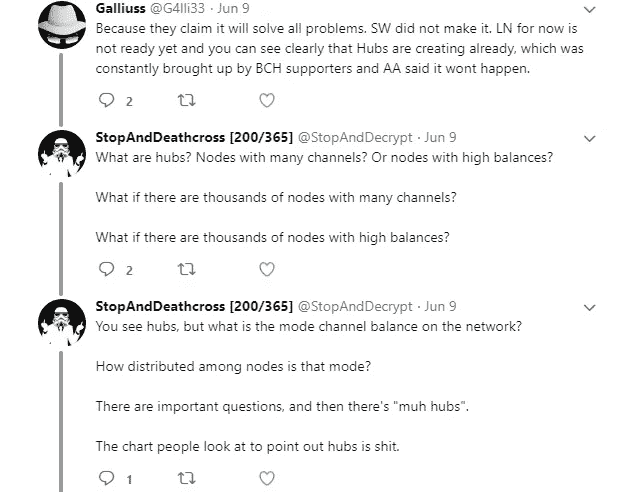 Galliuss @G4lli33 · Jun 9
Because they claim it will solve all problems. SW did not make it. LN for now is
not ready yet and you can see clearly that Hubs are creating already, which was
constantly brought up by BCH supporters and AA said it wont happen.
2
StopAndDeathcross [200/365] @StopAndDecrypt · Jun 9
What are hubs? Nodes with many channels? Or nodes with high balances?
What if there are thousands of nodes with many channels?
What if there are thousands of nodes with high balances?
2
StopAndDeathcross [200/365] @StopAndDecrypt · Jun 9
You see hubs, but what is the mode channel balance on the network?
How distributed among nodes is that mode?
There are important questions, and then there's "muh hubs".
The chart people look at to point out hubs is shit.
1